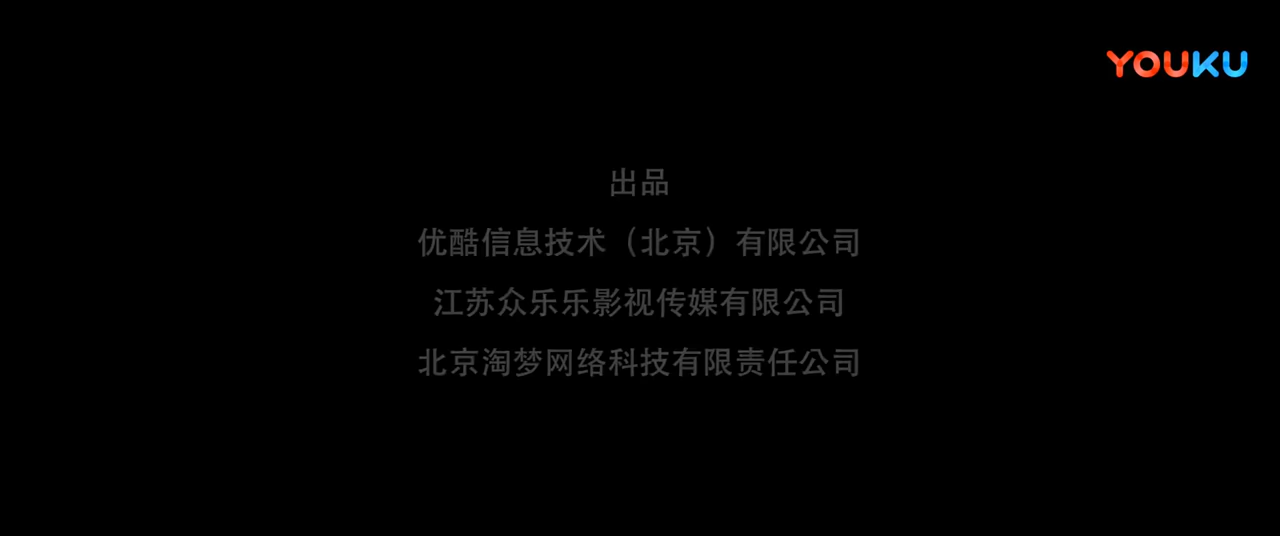 YOUKU
出品
优酷信息技术（北京）有限公司
江苏众乐乐影视传媒有限公司
北京淘梦网络科技有限责任公司